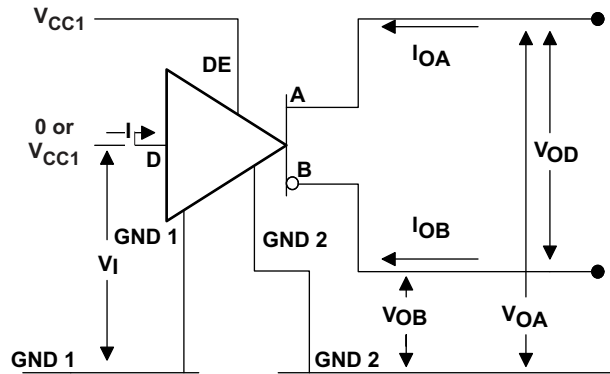 VCC1
DE
IOA
A
0 or
VCC1
II
D
B
VOD
GND 1
GND 2
IOB
VI
VOB
VOA
GND 1
GND 2